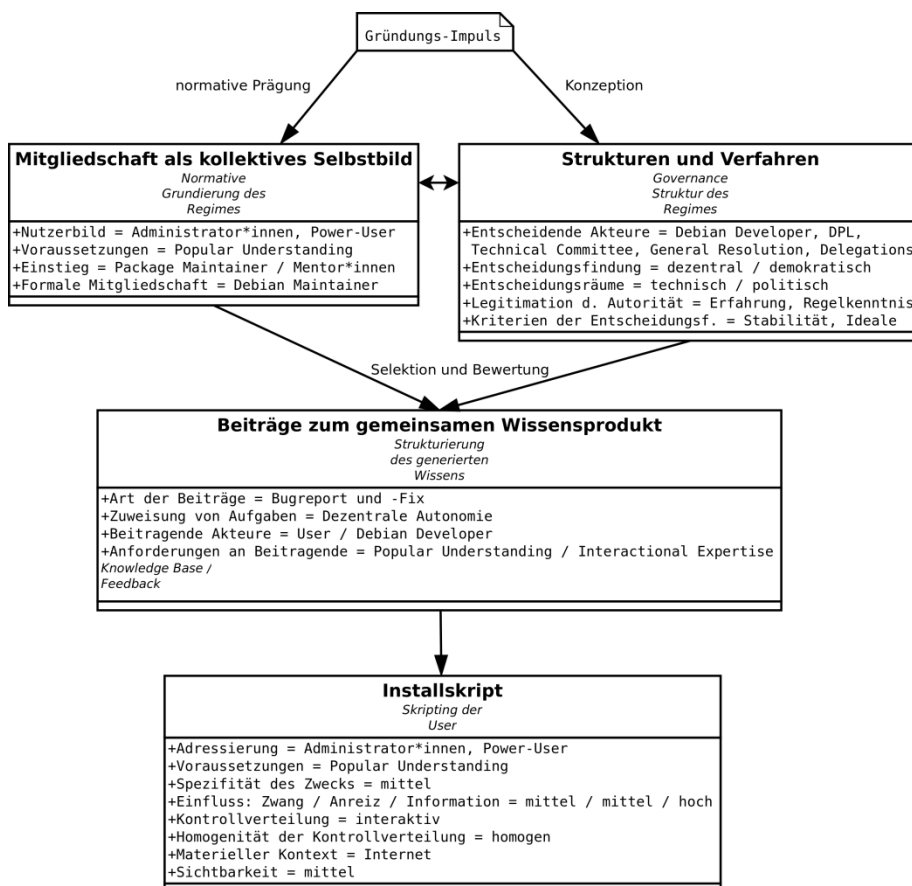 Gründungs-Impuls
normative Prägung
Konzeption
Mitgliedschaft als kollektives Selbstbild
Normative
Grundierung des
Regimes
+Nutzerbild = Administrator*innen, Power-User
+Voraussetzungen = Popular Understanding
+Einstieg = Package Maintainer / Mentor*innen
+Formale Mitgliedschaft = Debian Maintainer
Strukturen und Verfahren
Governance
Struktur des
Regimes
+Entscheidende Akteure = Debian Developer, DPL,
Technical Committee, General Resolution, Delegations
+Entscheidungsfindung = dezentral / demokratisch
+Entscheidungsräume = technisch / politisch
+Legitimation d. Autorität = Erfahrung, Regelkenntnis
+Kriterien der Entscheidungsf. = Stabilität, Ideale
Selektion und Bewertung
Beiträge zum gemeinsamen Wissensprodukt
Strukturierung
des generierten
Wissens
+Art der Beiträge = Bugreport und -Fix
+Zuweisung von Aufgaben = Dezentrale Autonomie
+Beitragende Akteure = User / Debian Developer
+Anforderungen an Beitragende = Popular Understanding / Interactional Expertise
Knowledge Base /
Feedback
Installskript
Skripting der
User
+Adressierung = Administrator*innen, Power-User
+Voraussetzungen = Popular Understanding
+Spezifität des Zwecks = mittel
+Einfluss: Zwang / Anreiz / Information = mittel / mittel / hoch
+Kontrollverteilung = interaktiv
+Homogenität der Kontrollverteilung = homogen
+Materieller Kontext = Internet
+Sichtbarkeit = mittel